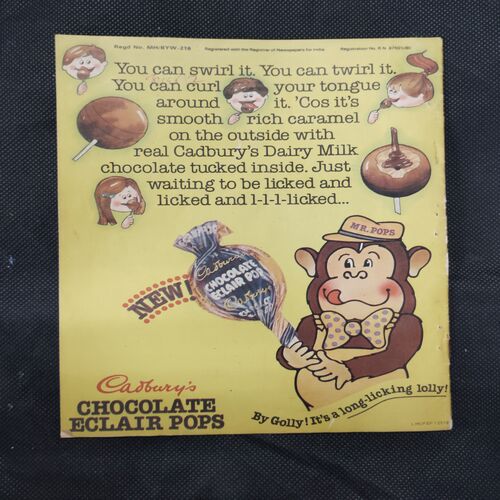 Regd No. MH/BYW-218 Registered with the Registrar of Newspapers for India
You can swirl it. You can twirl it.
You can curl your tongue
around it. 'Cos it's
smooth rich caramel
on the outside with
real Cadbury's Dairy Milk
chocolate tucked inside. Just
waiting to be licked and
licked and l-l-l-licked...
MR. POPS
Cadbury's
CHOCOLATE
ECLAIR POP
Cadbury's
NEW!
Cadbury's
CHOCOLATE
ECLAIR POPS
By Golly! It's a long-licking lolly!